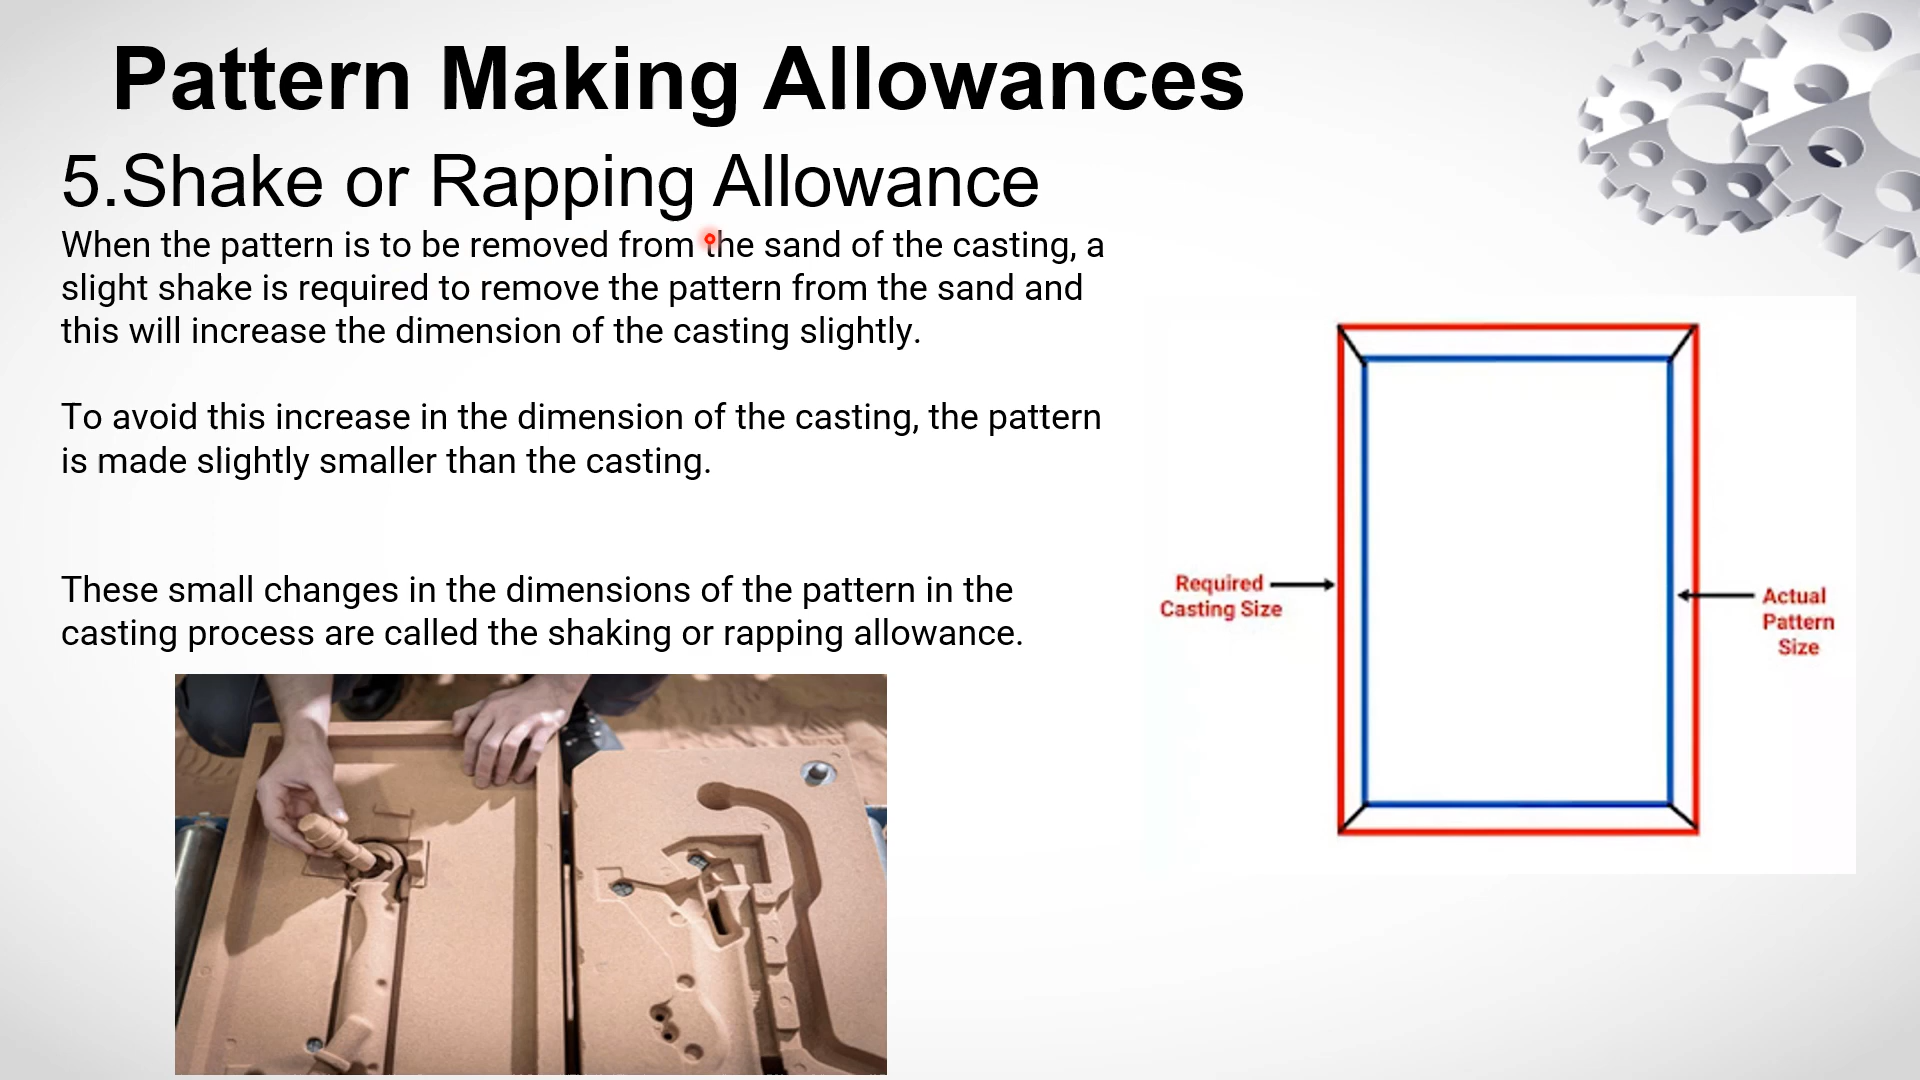 Pattern Making Allowances
5.Shake or Rapping Allowance
When the pattern is to be removed from the sand of the casting, a
slight shake is required to remove the pattern from the sand and
this will increase the dimension of the casting slightly.
To avoid this increase in the dimension of the casting, the pattern
is made slightly smaller than the casting.
These small changes in the dimensions of the pattern in the
casting process are called the shaking or rapping allowance.
Required
Casting Size
Actual
Pattern
Size